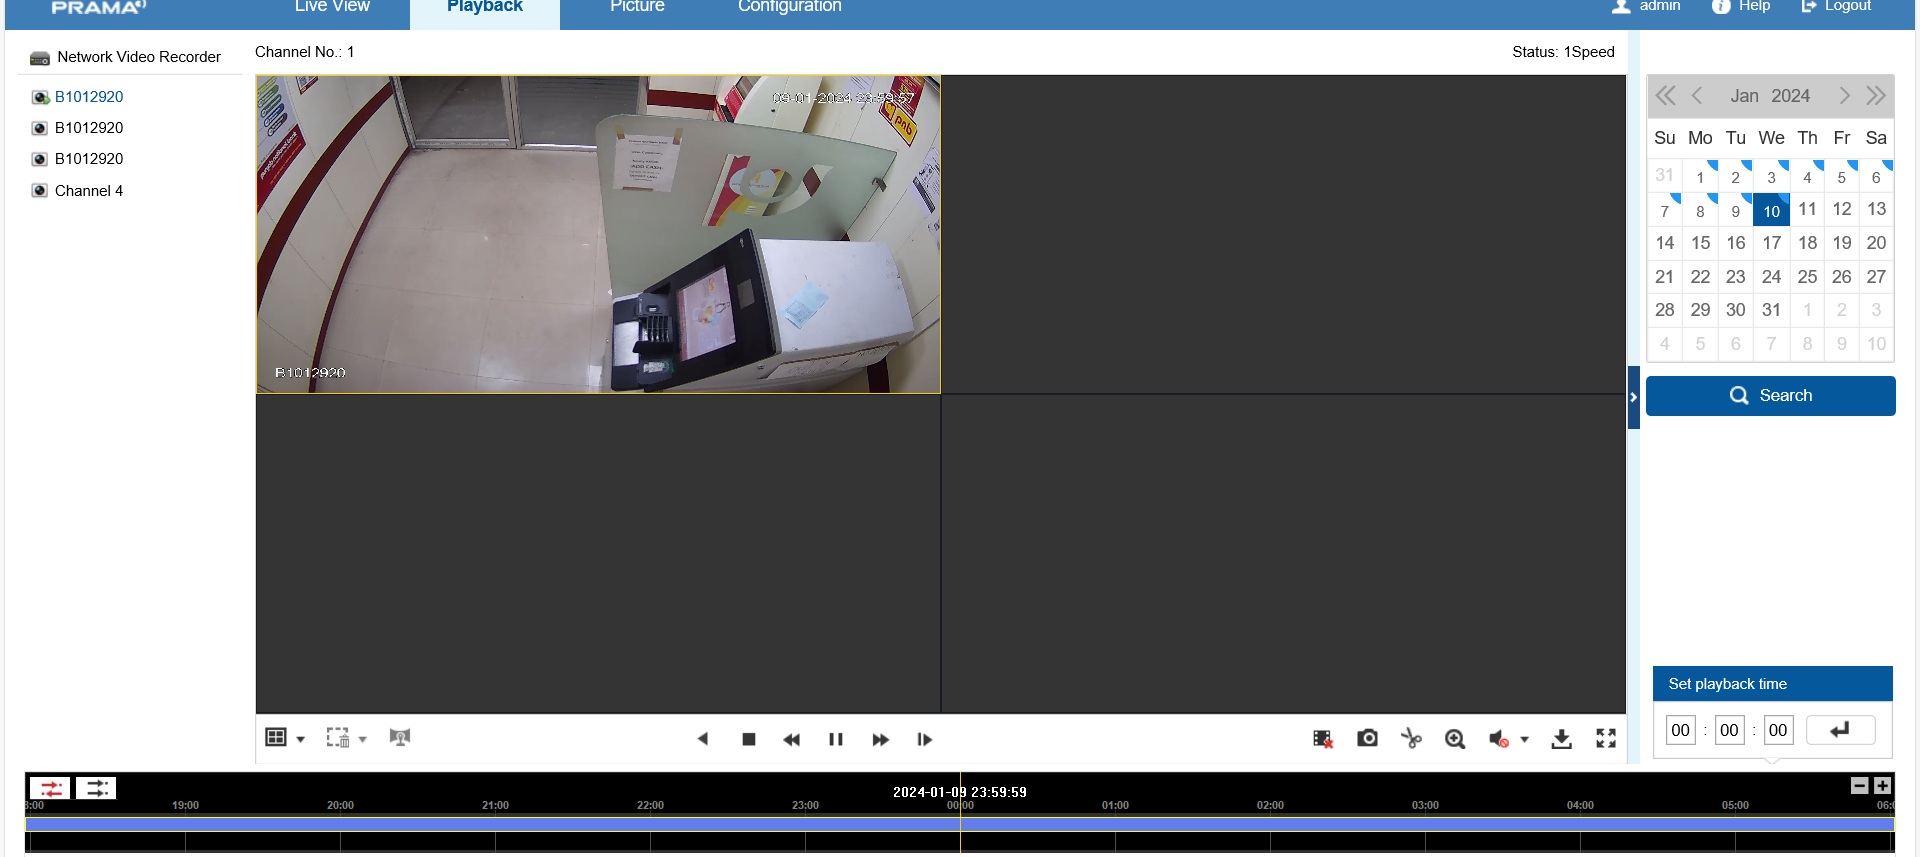 PRAMA
Live View
Playback
Picture
Configuration
admin
Help
Logout
Network Video Recorder
B1012920
B1012920
B1012920
Channel 4
Channel No.: 1
Status: 1Speed
09-01-2024 23:59:57
pnb
punjab national bank
ADD CASH
B1012920
Jan 2024
Su Mo Tu We Th Fr Sa
31 1 2 3 4 5 6
7 8 9 10 11 12 13
14 15 16 17 18 19 20
21 22 23 24 25 26 27
28 29 30 31 1 2 3
4 5 6 7 8 9 10
Search
Set playback time
00 : 00 : 00
2024-01-09 23:59:59
8:00 19:00 20:00 21:00 22:00 23:00 00:00 01:00 02:00 03:00 04:00 05:00 06:0